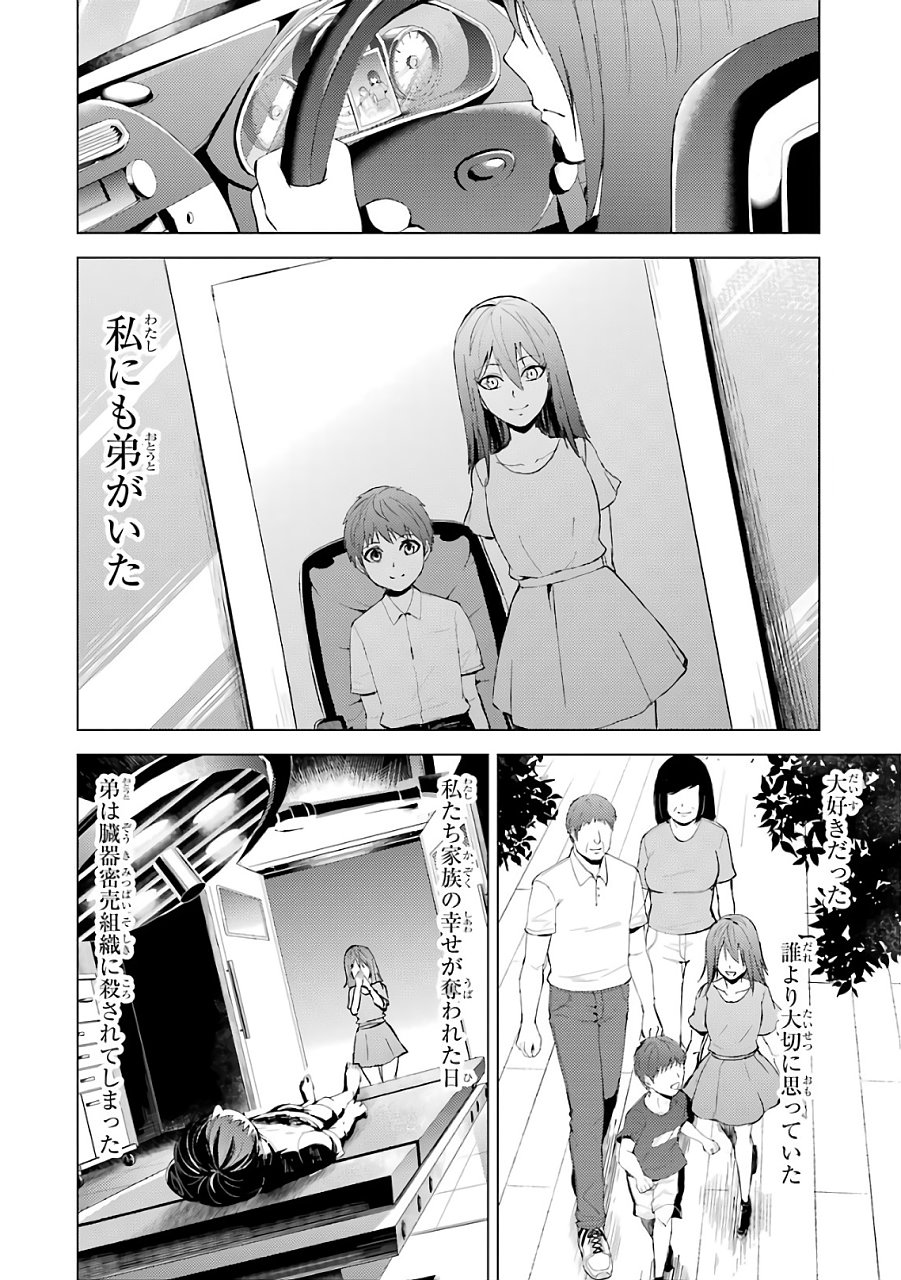 私にも弟がいた
大好きだった
誰より大切に思っていた
私たち家族の幸せが奪われた日
弟は臓器密売組織に殺されてしまった